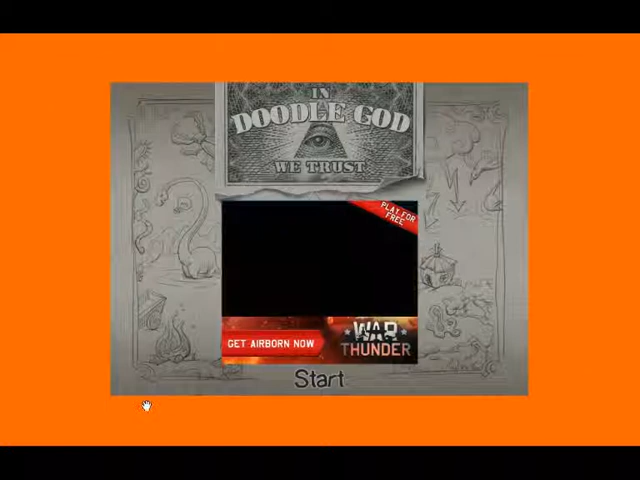 IN
DOODLE GOD
WE TRUST
PLAY FOR
FREE
GET AIRBORN NOW
WAR
THUNDER
Start